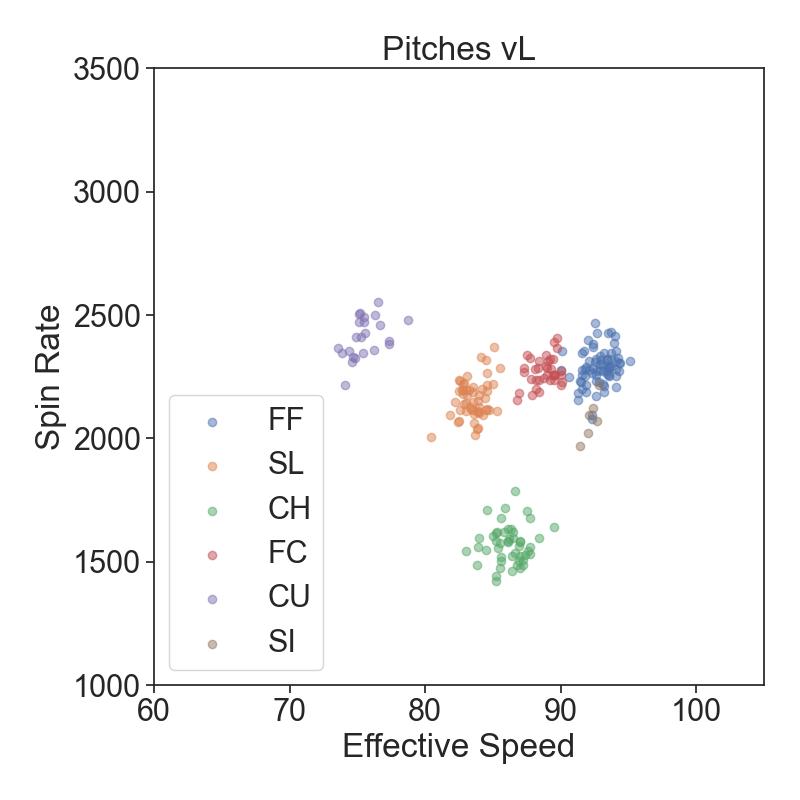 Pitches vL
3500
3000
2500
2000
1500
1000
Spin Rate
FF
SL
CH
FC
CU
SI
60 70 80 90 100
Effective Speed